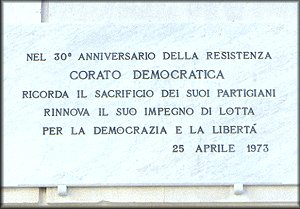 NEL 30° ANNIVERSARIO DELLA RESISTENZA
CORATO DEMOCRATICA
RICORDA IL SACRIFICIO DEI SUOI PARTIGIANI
RINNOVA IL SUO IMPEGNO DI LOTTA
PER LA DEMOCRAZIA E LA LIBERTÁ
25 APRILE 1973